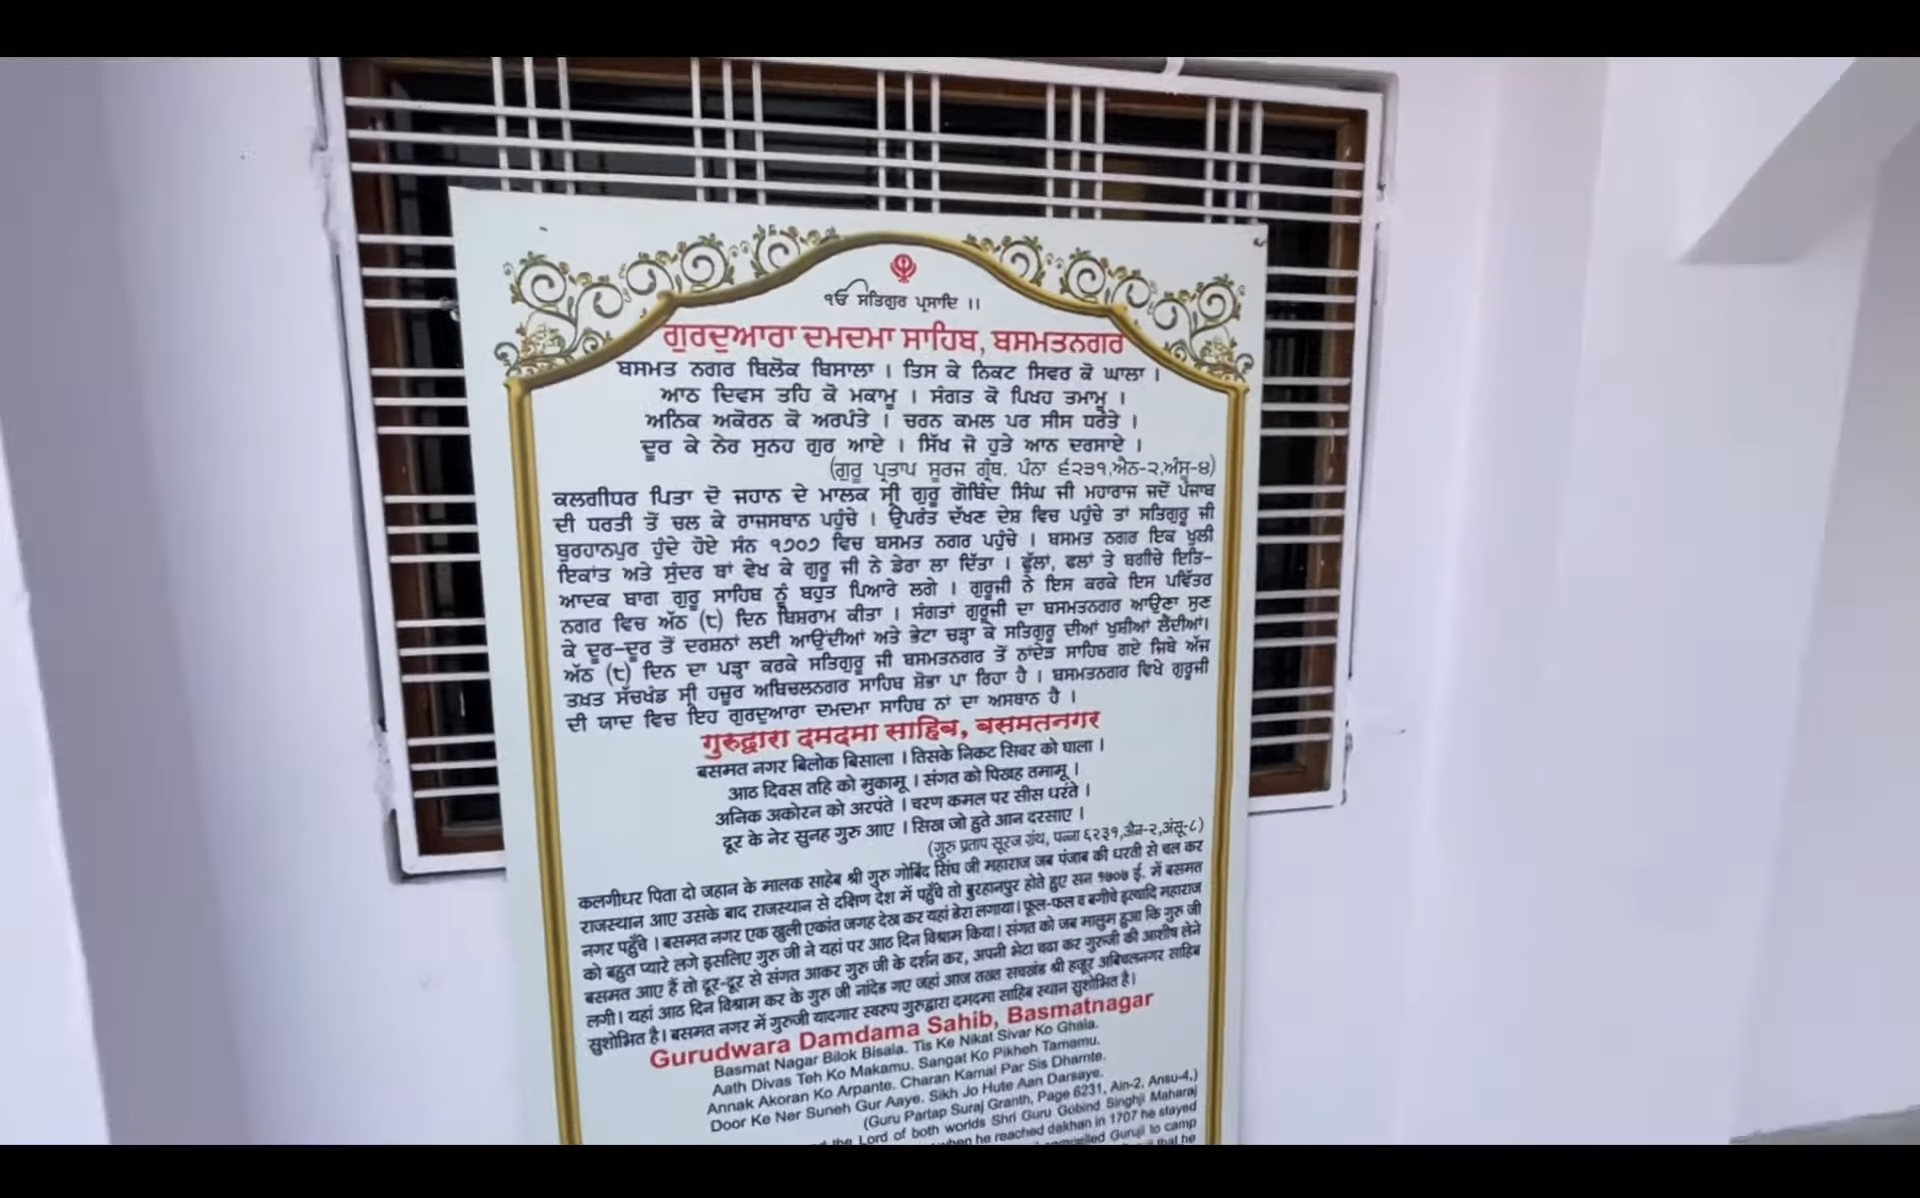 ੴ ਸਤਿਗੁਰ ਪ੍ਰਸਾਦਿ ।।
ਗੁਰਦੁਆਰਾ ਦਮਦਮਾ ਸਾਹਿਬ, ਬਸਮਤਨਗਰ
ਬਸਮਤ ਨਗਰ ਬਿਲੋਕ ਬਿਸਾਲਾ । ਤਿਸ ਕੇ ਨਿਕਟ ਸਿਵਰ ਕੋ ਘਾਲਾ ।
ਆਠ ਦਿਵਸ ਤਹਿ ਕੋ ਮਕਾਮੂ । ਸੰਗਤ ਕੋ ਪਿਖਹ ਤਮਾਮੂ ।
ਅਨਿਕ ਅਕੋਰਨ ਕੋ ਅਰਪੰਤੇ । ਚਰਨ ਕਮਲ ਪਰ ਸੀਸ ਧਰੰਤੇ ।
ਦੂਰ ਕੇ ਨੇਰ ਸੁਨਹ ਗੁਰ ਆਏ । ਸਿੱਖ ਜੋ ਹੁਤੇ ਆਨ ਦਰਸਾਏ ।
(ਗੁਰੂ ਪ੍ਰਤਾਪ ਸੂਰਜ ਗ੍ਰੰਥ. ਪੰਨਾ ੬੨੩੧,ਐਨ-੨,ਅੰਸੂ-੪)
ਕਲਗੀਧਰ ਪਿਤਾ ਦੋ ਜਹਾਨ ਦੇ ਮਾਲਕ ਸ੍ਰੀ ਗੁਰੂ ਗੋਬਿੰਦ ਸਿੰਘ ਜੀ ਮਹਾਰਾਜ ਜਦੋਂ ਪੰਜਾਬ
ਦੀ ਧਰਤੀ ਤੋਂ ਚਲ ਕੇ ਰਾਜਸਥਾਨ ਪਹੁੰਚੇ । ਉਪਰੰਤ ਦੱਖਣ ਦੇਸ਼ ਵਿਚ ਪਹੁੰਚੇ ਤਾਂ ਸਤਿਗੁਰੂ ਜੀ
ਬੁਰਹਾਨਪੁਰ ਹੁੰਦੇ ਹੋਏ ਸੰਨ ੧੭੦੭ ਵਿਚ ਬਸਮਤ ਨਗਰ ਪਹੁੰਚੇ । ਬਸਮਤ ਨਗਰ ਇਕ ਖੁਲੀ
ਇਕਾਂਤ ਅਤੇ ਸੁੰਦਰ ਥਾਂ ਵੇਖ ਕੇ ਗੁਰੂ ਜੀ ਨੇ ਡੇਰਾ ਲਾ ਦਿੱਤਾ । ਫੁੱਲਾਂ, ਫਲਾਂ ਤੇ ਬਗੀਚੇ ਇਤਿ-
ਆਦਕ ਬਾਗ ਗੁਰੂ ਸਾਹਿਬ ਨੂੰ ਬਹੁਤ ਪਿਆਰੇ ਲਗੇ । ਗੁਰੂਜੀ ਨੇ ਇਸ ਕਰਕੇ ਇਸ ਪਵਿੱਤਰ
ਨਗਰ ਵਿਚ ਅੱਠ (੮) ਦਿਨ ਬਿਸ਼ਰਾਮ ਕੀਤਾ । ਸੰਗਤਾਂ ਗੁਰੂਜੀ ਦਾ ਬਸਮਤਨਗਰ ਆਉਣਾ ਸੁਣ
ਕੇ ਦੂਰ-ਦੂਰ ਤੋਂ ਦਰਸ਼ਨਾਂ ਲਈ ਆਉਂਦੀਆਂ ਅਤੇ ਭੇਟਾ ਚੜ੍ਹਾ ਕੇ ਸਤਿਗੁਰੂ ਦੀਆਂ ਖੁਸ਼ੀਆਂ ਲੈਂਦੀਆਂ।
ਅੱਠ (੮) ਦਿਨ ਦਾ ਪੜਾ ਕਰਕੇ ਸਤਿਗੁਰੂ ਜੀ ਬਸਮਤਨਗਰ ਤੋਂ ਨਾਂਦੇੜ ਸਾਹਿਬ ਗਏ ਜਿਥੇ ਅੱਜ
ਤਖ਼ਤ ਸੱਚਖੰਡ ਸ੍ਰੀ ਹਜ਼ੂਰ ਅਬਿਚਲਨਗਰ ਸਾਹਿਬ ਸ਼ੋਭਾ ਪਾ ਰਿਹਾ ਹੈ । ਬਸਮਤਨਗਰ ਵਿਖੇ ਗੁਰੂਜੀ
ਦੀ ਯਾਦ ਵਿਚ ਇਹ ਗੁਰਦੁਆਰਾ ਦਮਦਮਾ ਸਾਹਿਬ ਨਾਂ ਦਾ ਅਸਥਾਨ ਹੈ ।
गुरुद्वारा दमदमा साहिब, बसमतनगर
बसमत नगर बिलोक बिसाला । तिसके निकट सिवर को घाला ।
आठ दिवस तहि को मुकामू । संगत को पिखह तमामू ।
अनिक अकोरन को अरपंते । चरण कमल पर सीस धरंते ।
दूर के नेर सुनह गुरु आए । सिख जो हुते आन दरसाए ।
(गुरु प्रताप सूरज ग्रंथ, पन्ना ६२३१,अैन-२,अंसू-८)
कलगीधर पिता दो जहान के मालक साहेब श्री गुरु गोबिंद सिंघ जी महाराज जब पंजाब की धरती से चल कर
राजस्थान आए उसके बाद राजस्थान से दक्षिण देश में पहुँचे तो बुरहानपुर होते हुए सन १७०७ ई. में बसमत
नगर पहुँचे । बसमत नगर एक खुली एकांत जगह देख कर यहां डेरा लगाया। फूल-फल व बगीचे इत्यादि महाराज
को बहुत प्यारे लगे इसलिए गुरु जी ने यहां पर आठ दिन विश्राम किया। संगत को जब मालुम हुआ कि गुरु जी
बसमत आए हैं तो दूर-दूर से संगत आकर गुरु जी के दर्शन कर, अपनी भेटा चढा कर गुरुजी की आशीष लेने
लगी। यहां आठ दिन विश्राम कर के गुरु जी नांदेड गए जहां आज तख्त सचखंड श्री हजूर अबिचलनगर साहिब
सुशोभित है। बसमत नगर में गुरुजी यादगार स्वरुप गुरुद्वारा दमदमा साहिब स्थान सुशोभित है।
Gurudwara Damdama Sahib, Basmatnagar
Basmat Nagar Bilok Bisala. Tis Ke Nikat Sivar Ko Ghala.
Aath Divas Teh Ko Makamu. Sangat Ko Pikheh Tamamu.
Annak Akoran Ko Arpante. Charan Kamal Par Sis Dharnte.
Door Ke Ner Suneh Gur Aaye. Sikh Jo Hute Aan Darsaye.
(Guru Partap Suraj Granth, Page 6231, Ain-2, Ansu-4,)
the Lord of both worlds Shri Guru Gobind Singhji Maharaj
when he reached dakhan in 1707 he stayed
Guruji to camp
that he